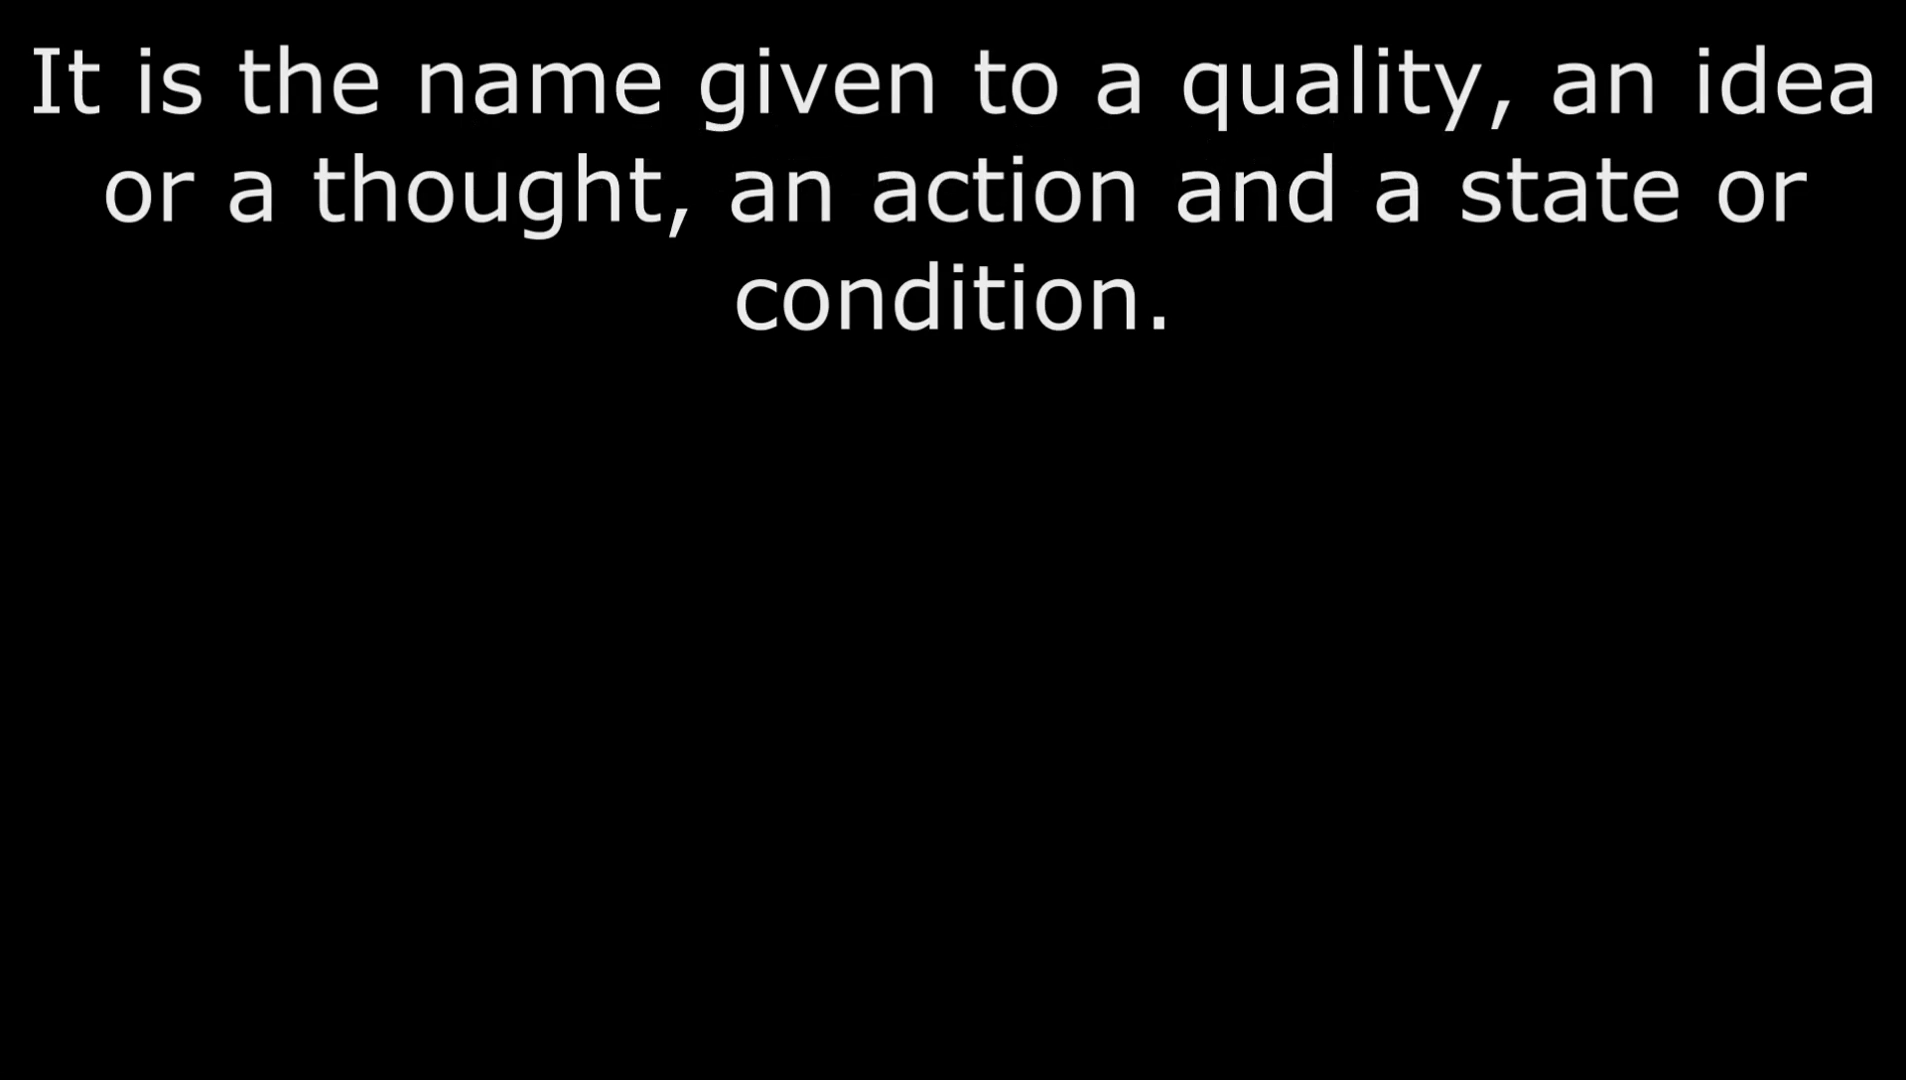 It is the name given to a quality, an idea
or a thought, an action and a state or
condition.